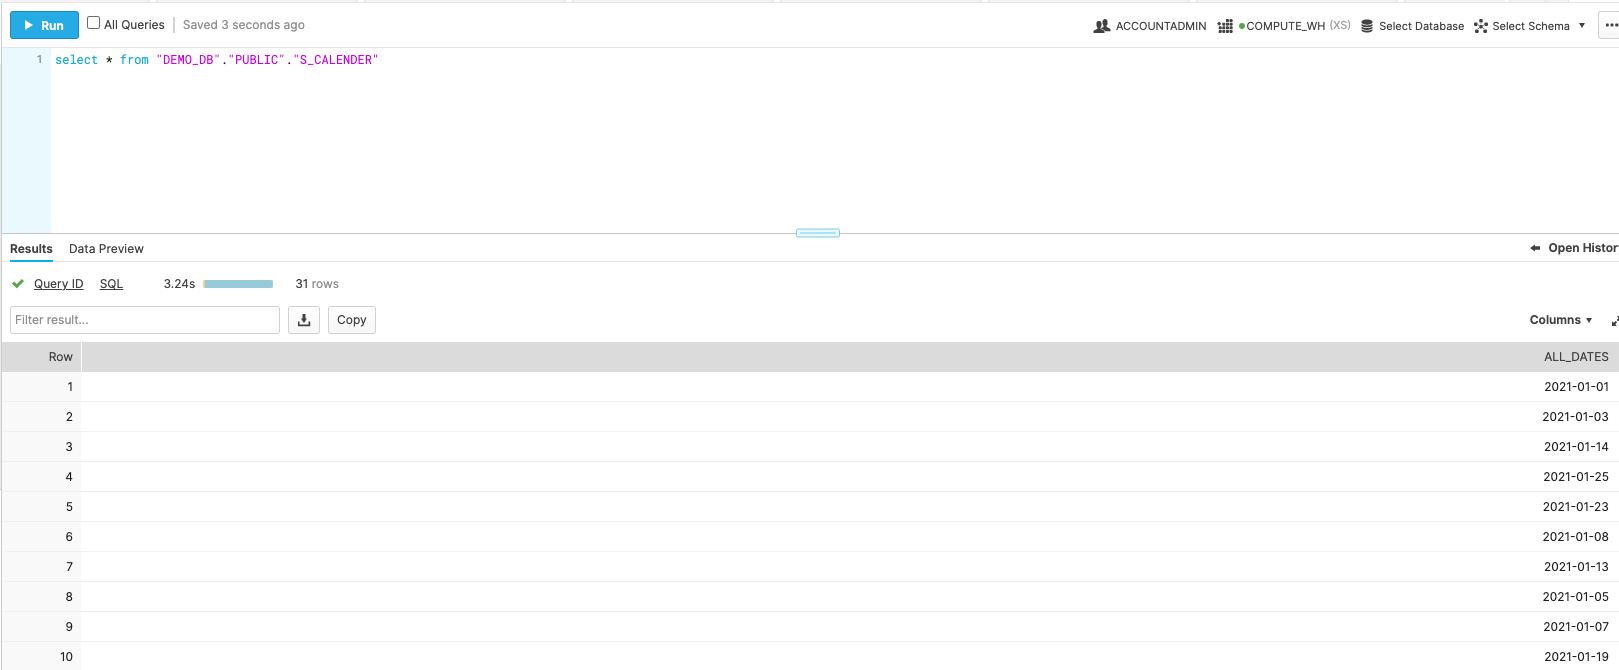 Run All Queries Saved 3 seconds ago ACCOUNTADMIN COMPUTE_WH (XS) Select Database Select Schema
1 select * from "DEMO_DB"."PUBLIC"."S_CALENDER"
Results Data Preview Open Histor
Query ID SQL 3.24s 31 rows
Filter result... Copy Columns
Row ALL_DATES
1 2021-01-01
2 2021-01-03
3 2021-01-14
4 2021-01-25
5 2021-01-23
6 2021-01-08
7 2021-01-13
8 2021-01-05
9 2021-01-07
10 2021-01-19